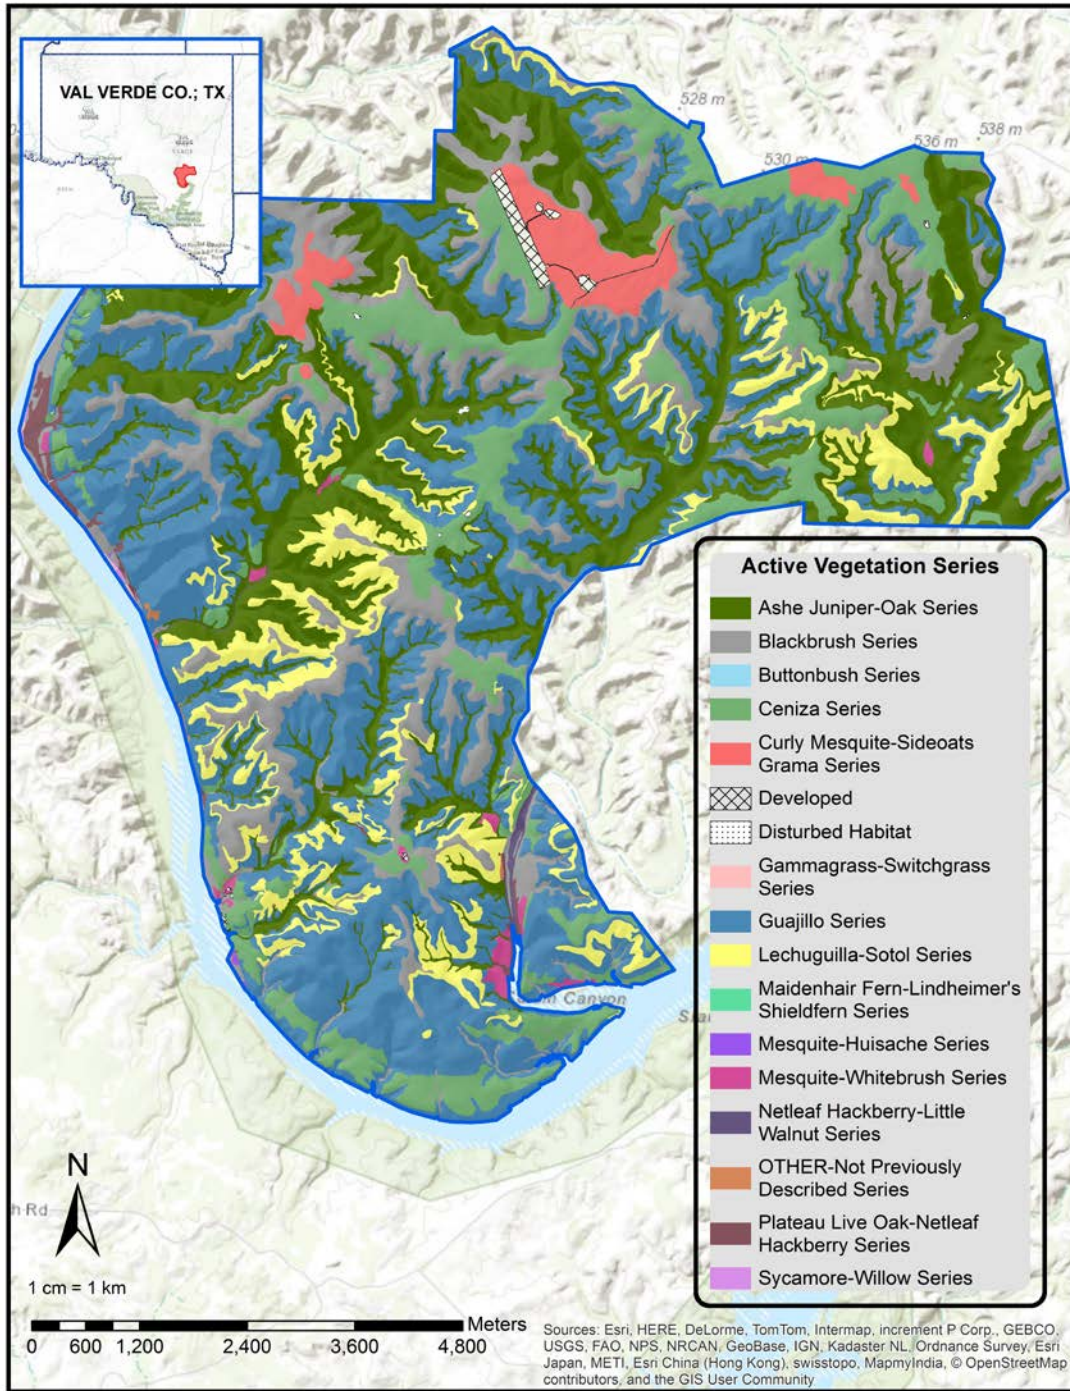 VAL VERDE CO.; TX
528 m
538 m
536 m
530 m
Canyon
Active Vegetation Series
Ashe Juniper-Oak Series
Blackbrush Series
Buttonbush Series
Ceniza Series
Curly Mesquite-Sideoats
Grama Series
Developed
Disturbed Habitat
Gammagrass-Switchgrass
Series
Guajillo Series
Lechuguilla-Sotol Series
Maidenhair Fern-Lindheimer's
Shieldfern Series
Mesquite-Huisache Series
Mesquite-Whitebrush Series
Netleaf Hackberry-Little
Walnut Series
OTHER-Not Previously
Described Series
Plateau Live Oak-Netleaf
Hackberry Series
Sycamore-Willow Series
N
h Rd
1 cm = 1 km
Meters
0 600 1,200 2,400 3,600 4,800
Sources: Esri, HERE, DeLorme, TomTom, Intermap, increment P Corp., GEBCO,
USGS, FAO, NPS, NRCAN, GeoBase, IGN, Kadaster NL, Ordnance Survey, Esri
Japan, METI, Esri China (Hong Kong), swisstopo, MapmyIndia, © OpenStreetMap
contributors, and the GIS User Community